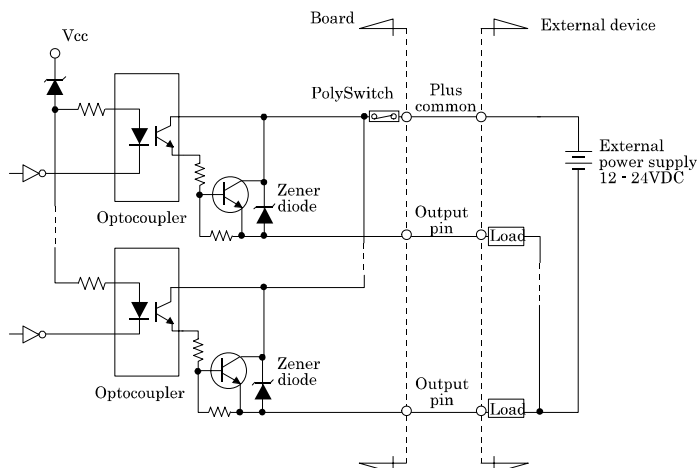 Board
External device
Vcc
PolySwitch
Plus
common
External
power supply
12 - 24VDC
Zener
diode
Optocoupler
Output
pin
Load
Zener
diode
Optocoupler
Output
pin
Load